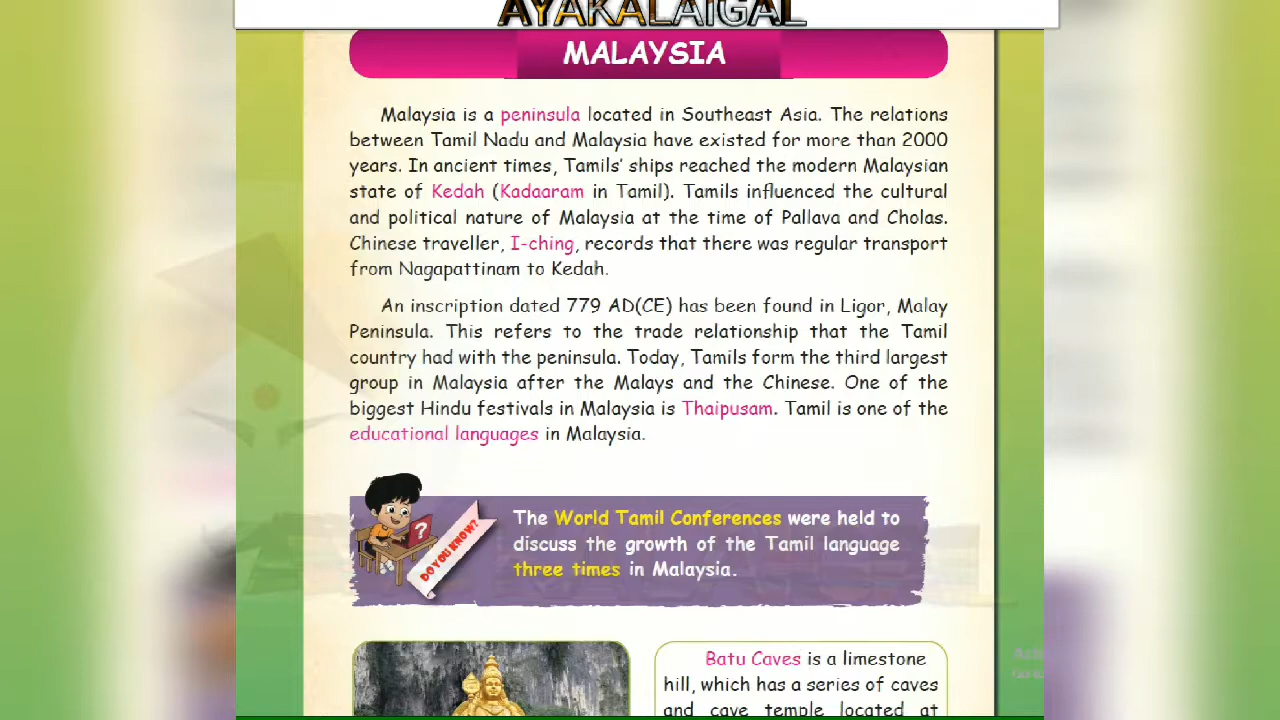 AYAKALAIGAL
MALAYSIA
Malaysia is a peninsula located in Southeast Asia. The relations
between Tamil Nadu and Malaysia have existed for more than 2000
years. In ancient times, Tamils’ ships reached the modern Malaysian
state of Kedah (Kadaaram in Tamil). Tamils influenced the cultural
and political nature of Malaysia at the time of Pallava and Cholas.
Chinese traveller, I-ching, records that there was regular transport
from Nagapattinam to Kedah.
An inscription dated 779 AD(CE) has been found in Ligor, Malay
Peninsula. This refers to the trade relationship that the Tamil
country had with the peninsula. Today, Tamils form the third largest
group in Malaysia after the Malays and the Chinese. One of the
biggest Hindu festivals in Malaysia is Thaipusam. Tamil is one of the
educational languages in Malaysia.
DO YOU KNOW?
The World Tamil Conferences were held to
discuss the growth of the Tamil language
three times in Malaysia.
Batu Caves is a limestone
hill, which has a series of caves
and cave temple located at